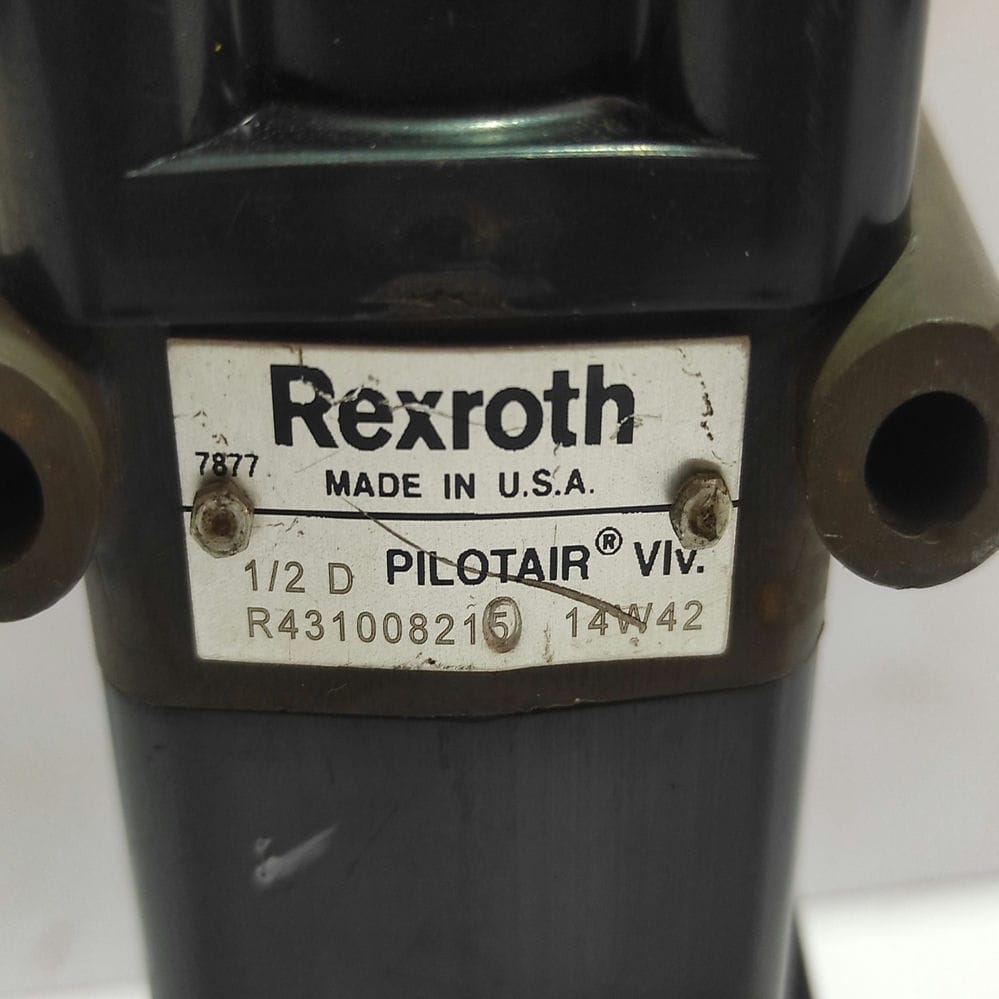 Rexroth
7877
MADE IN U.S.A.
PILOTAIR® Vlv.
1/2 D
R431008215 14W42